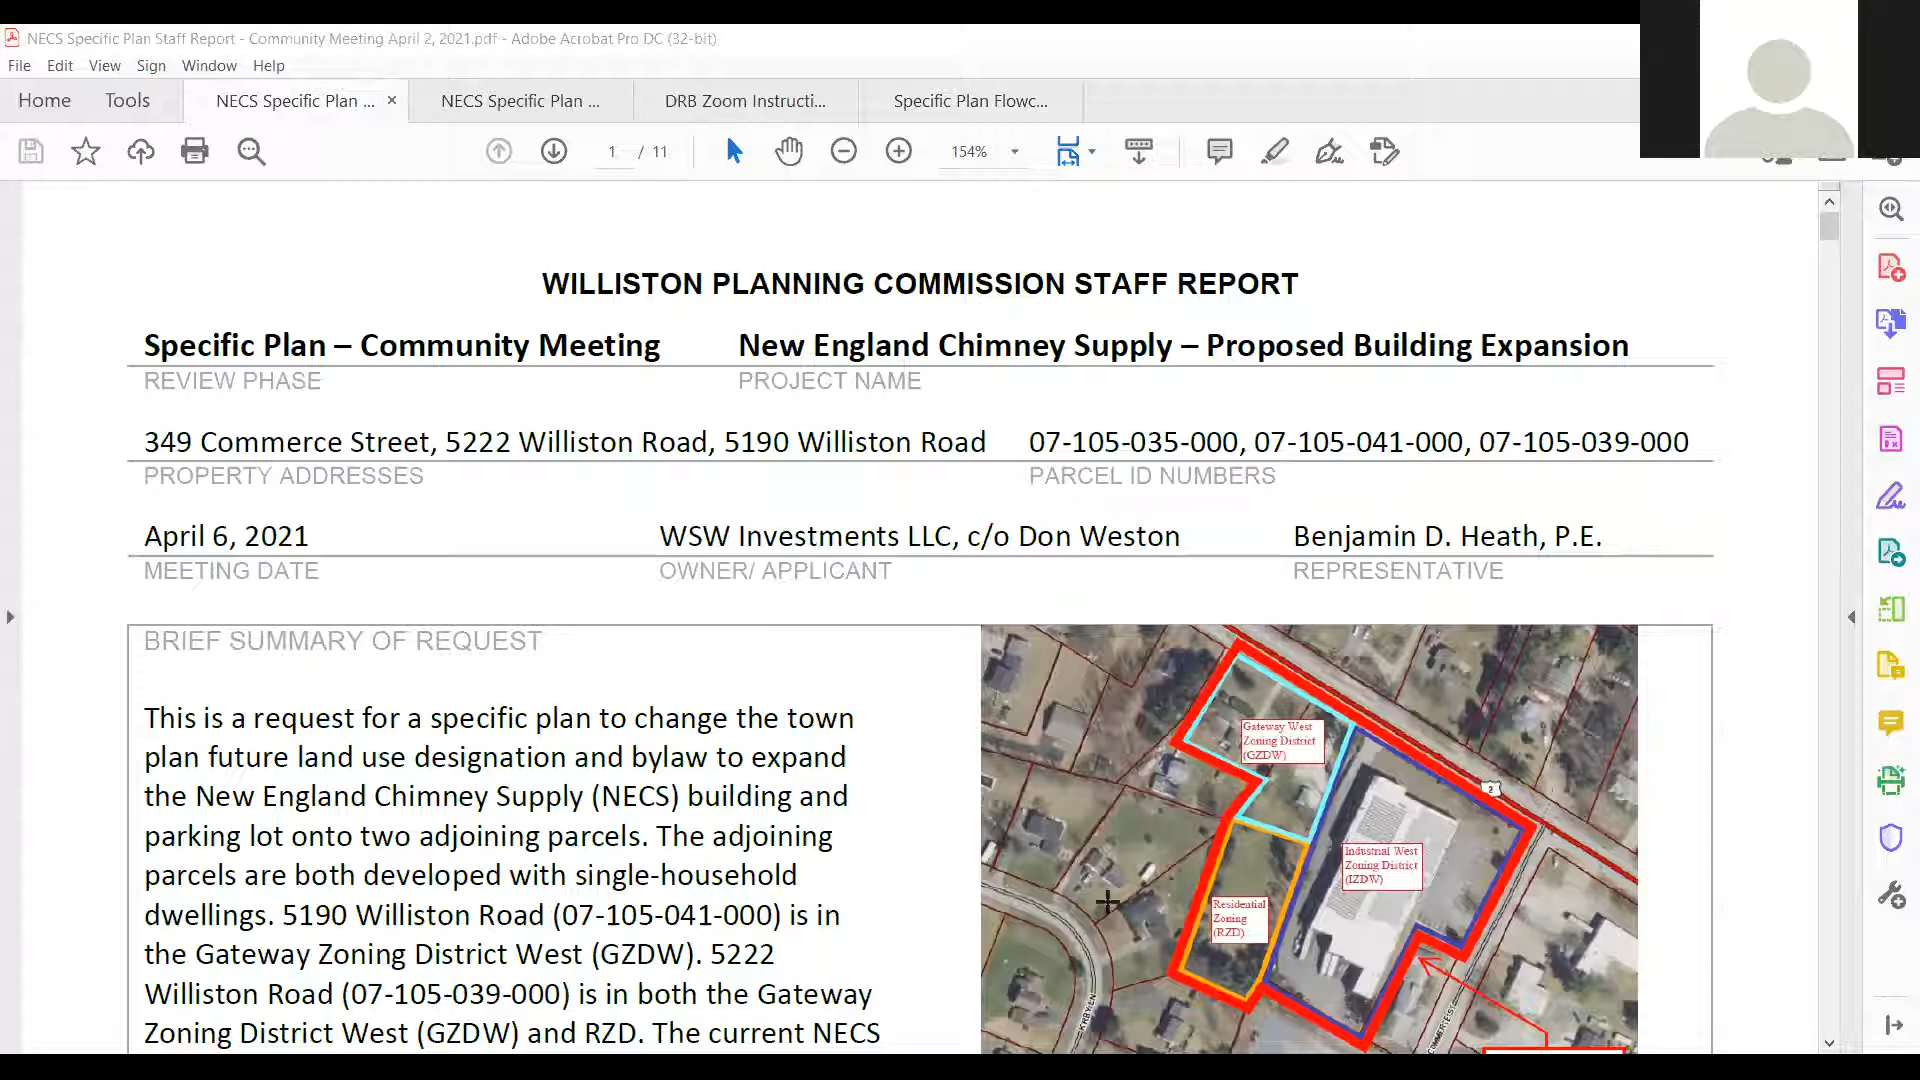 NECS Specific Plan Staff Report - Community Meeting April 2, 2021.pdf - Adobe Acrobat Pro DC (32-bit)
File Edit View Sign Window Help
Home Tools NECS Specific Plan ... × NECS Specific Plan ... DRB Zoom Instructi... Specific Plan Flowc...
1 / 11 154%
WILLISTON PLANNING COMMISSION STAFF REPORT
Specific Plan – Community Meeting New England Chimney Supply – Proposed Building Expansion
REVIEW PHASE PROJECT NAME
349 Commerce Street, 5222 Williston Road, 5190 Williston Road 07-105-035-000, 07-105-041-000, 07-105-039-000
PROPERTY ADDRESSES PARCEL ID NUMBERS
April 6, 2021 WSW Investments LLC, c/o Don Weston Benjamin D. Heath, P.E.
MEETING DATE OWNER/ APPLICANT REPRESENTATIVE
BRIEF SUMMARY OF REQUEST
This is a request for a specific plan to change the town
plan future land use designation and bylaw to expand
the New England Chimney Supply (NECS) building and
parking lot onto two adjoining parcels. The adjoining
parcels are both developed with single-household
dwellings. 5190 Williston Road (07-105-041-000) is in
the Gateway Zoning District West (GZDW). 5222
Williston Road (07-105-039-000) is in both the Gateway
Zoning District West (GZDW) and RZD. The current NECS
Gateway West
Zoning District
(GZDW)
2
Industrial West
Zoning District
(IZDW)
Residential
Zoning
(RZD)
KIRBY LN
COMMERCE ST